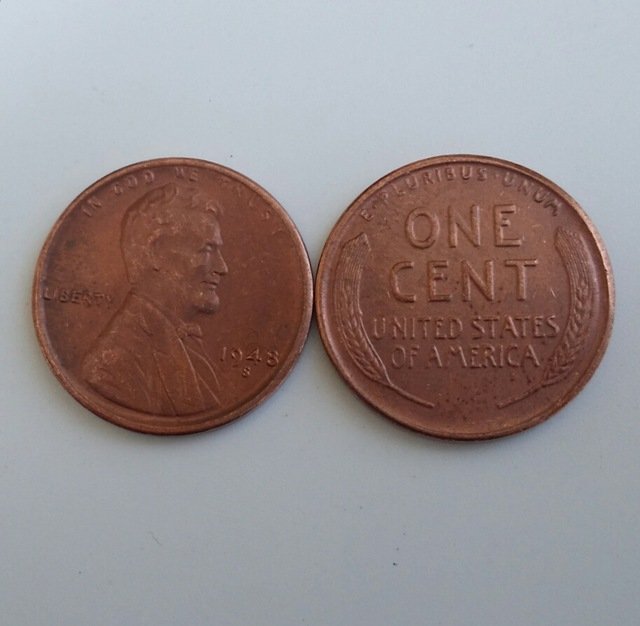 IN GOD WE TRUST
LIBERTY
1948
S
E·PLURIBUS·UNUM
ONE
CENT
UNITED STATES
OF AMERICA